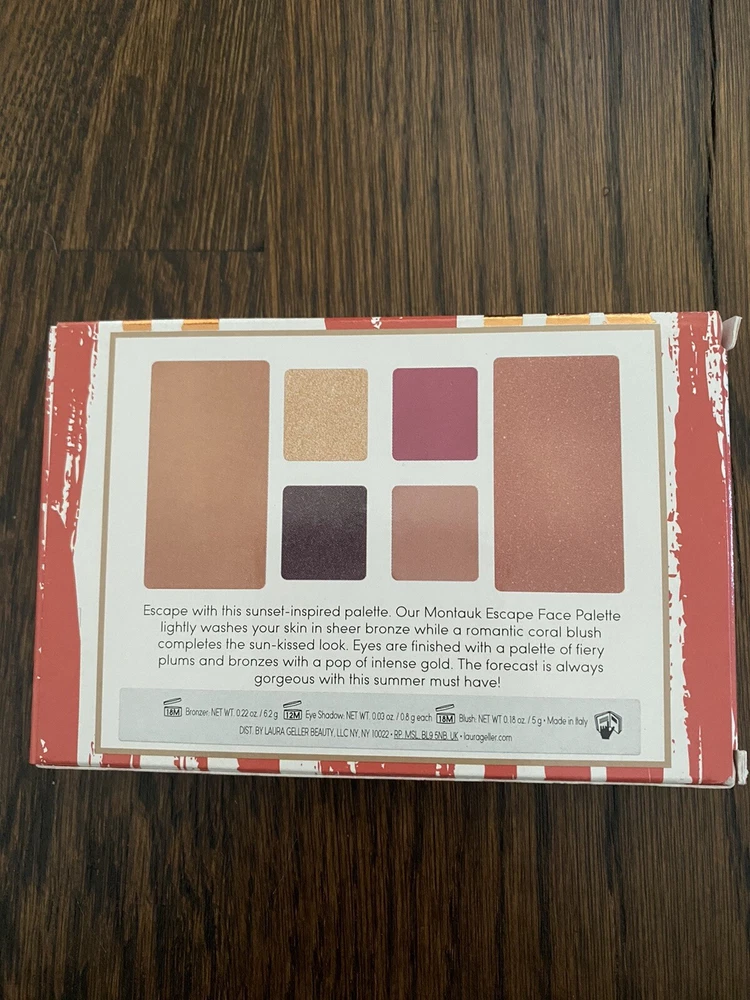 Escape with this sunset-inspired palette. Our Montauk Escape Face Palette
lightly washes your skin in sheer bronze while a romantic coral blush
completes the sun-kissed look. Eyes are finished with a palette of fiery
plums and bronzes with a pop of intense gold. The forecast is always
gorgeous with this summer must have!
18M Bronzer: NET WT. 0.22 oz. / 6.2 g 12M Eye Shadow: NET WT. 0.03 oz. / 0.8 g each 18M Blush: NET WT 0.18 oz. / 5 g • Made in Italy
DIST. BY LAURA GELLER BEAUTY, LLC NY, NY 10022 • RP, MSL, BL9 5NB, UK • laurageller.com